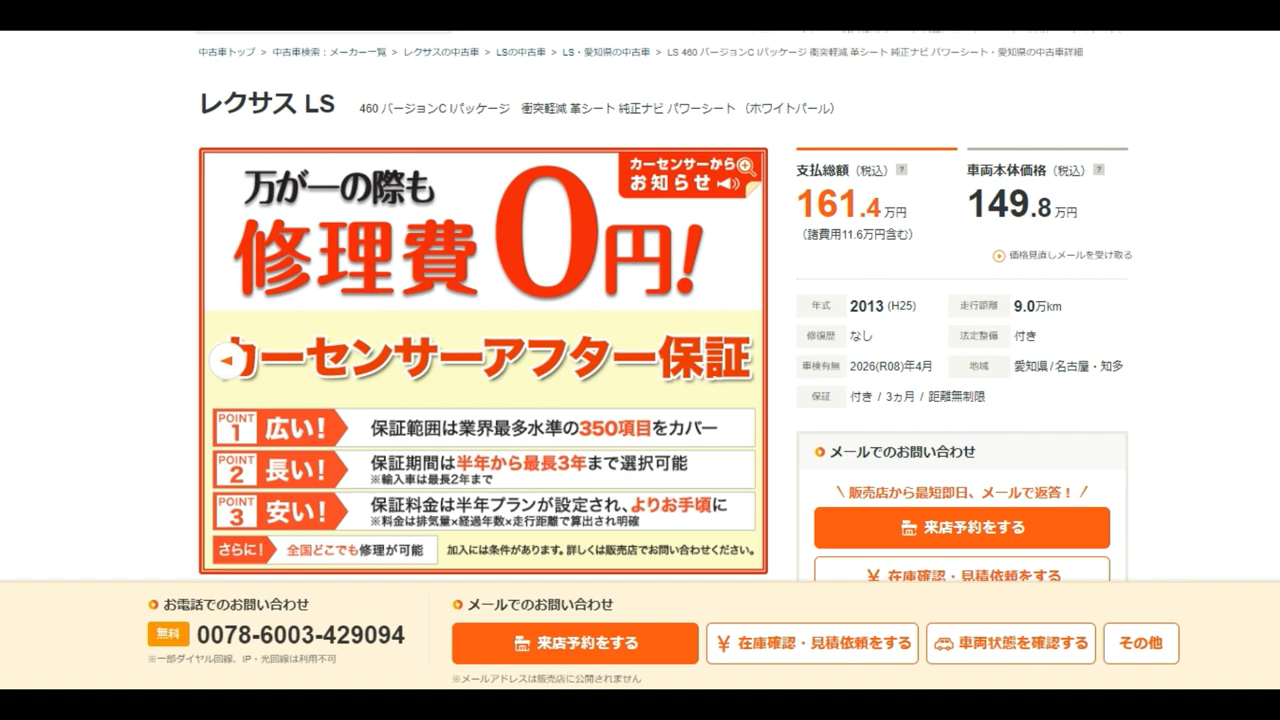 中古車トップ > 中古車検索：メーカー一覧 > レクサスの中古車 > LSの中古車 > LS・愛知県の中古車 > LS 460 バージョンC Iパッケージ 衝突軽減 革シート 純正ナビ パワーシート・愛知県の中古車詳細
レクサス LS 460 バージョンC Iパッケージ 衝突軽減 革シート 純正ナビ パワーシート （ホワイトパール）
カーセンサーから
お知らせ
万が一の際も
修理費0円！
カーセンサーアフター保証
POINT 1 広い！ 保証範囲は業界最多水準の350項目をカバー
POINT 2 長い！ 保証期間は半年から最長3年まで選択可能
※輸入車は最長2年まで
POINT 3 安い！ 保証料金は半年プランが設定され、よりお手頃に
※料金は排気量×経過年数×走行距離で算出され明確
さらに！ 全国どこでも修理が可能 加入には条件があります。詳しくは販売店でお問い合わせください。
支払総額（税込） ? 車両本体価格（税込） ?
161.4万円 149.8万円
（諸費用11.6万円含む）
価格見直しメールを受け取る
年式 2013 (H25) 走行距離 9.0万km
修復歴 なし 法定整備 付き
車検有無 2026(R08)年4月 地域 愛知県/名古屋・知多
保証 付き / 3ヵ月 / 距離無制限
メールでのお問い合わせ
\ 販売店から最短即日、メールで返答！ /
来店予約をする
¥ 在庫確認・見積依頼をする
お電話でのお問い合わせ
無料 0078-6003-429094
※一部ダイヤル回線、IP・光回線は利用不可
メールでのお問い合わせ
来店予約をする ¥ 在庫確認・見積依頼をする 車両状態を確認する その他
※メールアドレスは販売店に公開されません